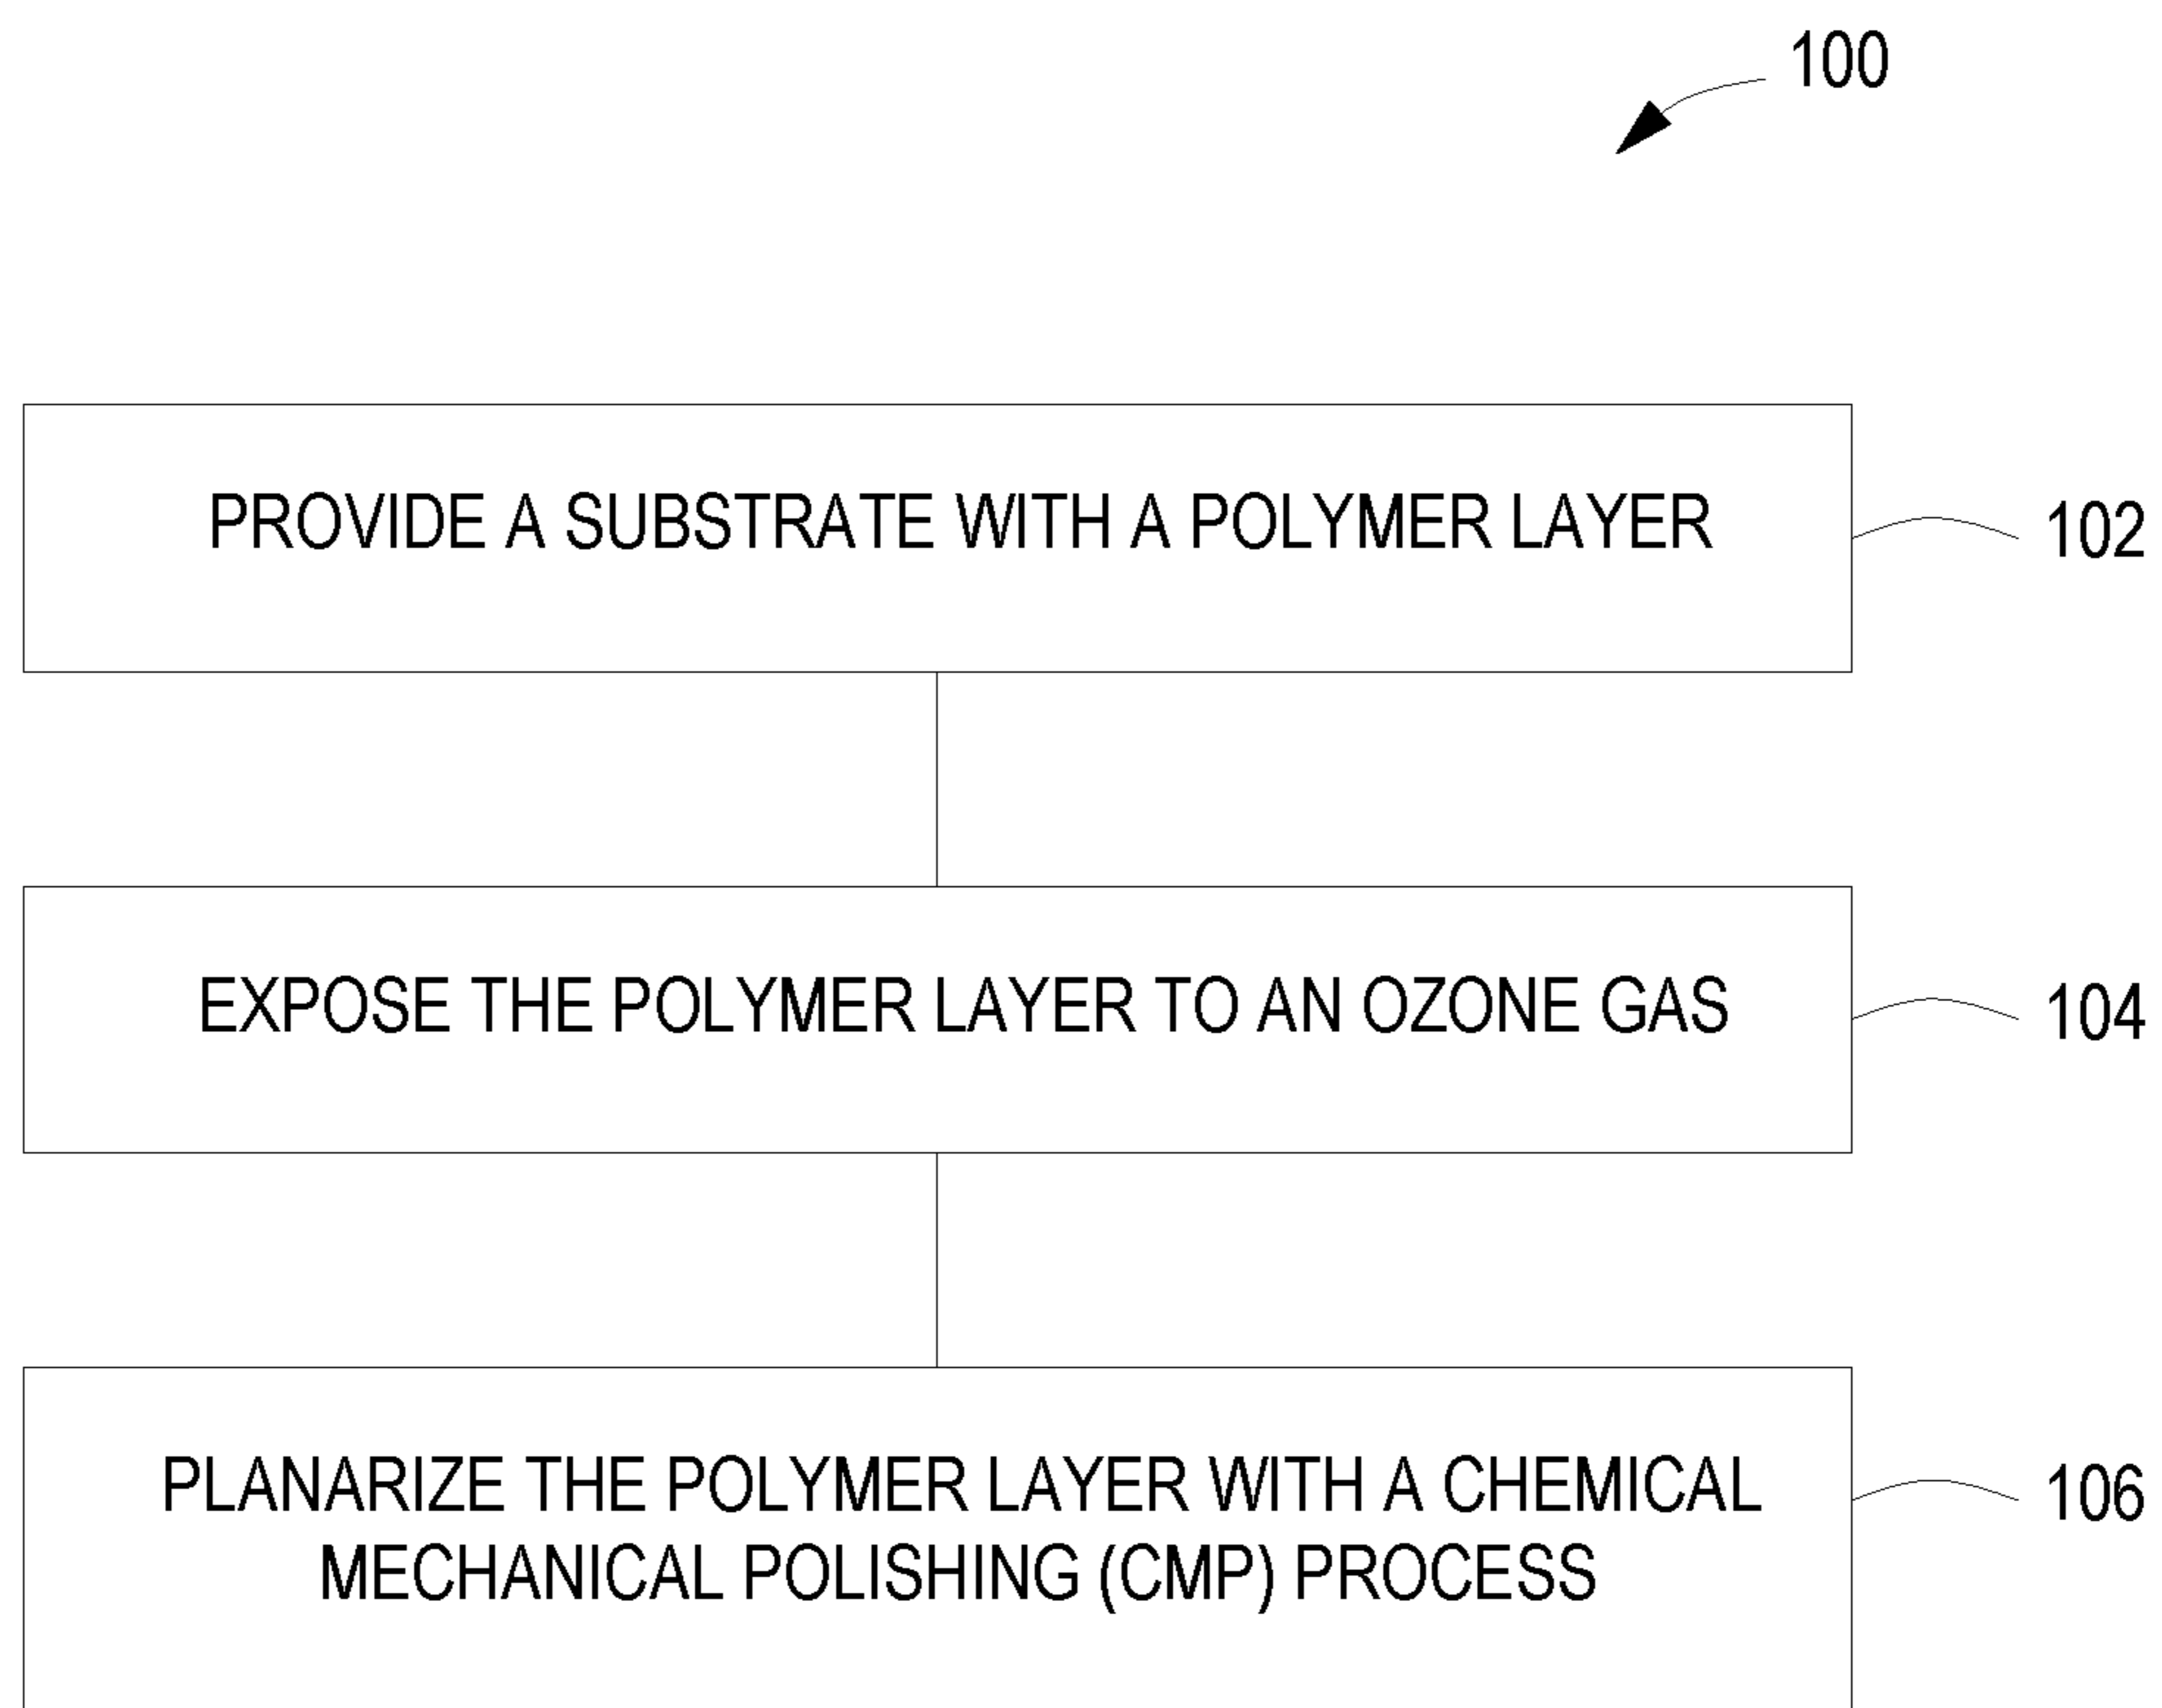 100
PROVIDE A SUBSTRATE WITH A POLYMER LAYER
102
EXPOSE THE POLYMER LAYER TO AN OZONE GAS
104
PLANARIZE THE POLYMER LAYER WITH A CHEMICAL
MECHANICAL POLISHING (CMP) PROCESS
106